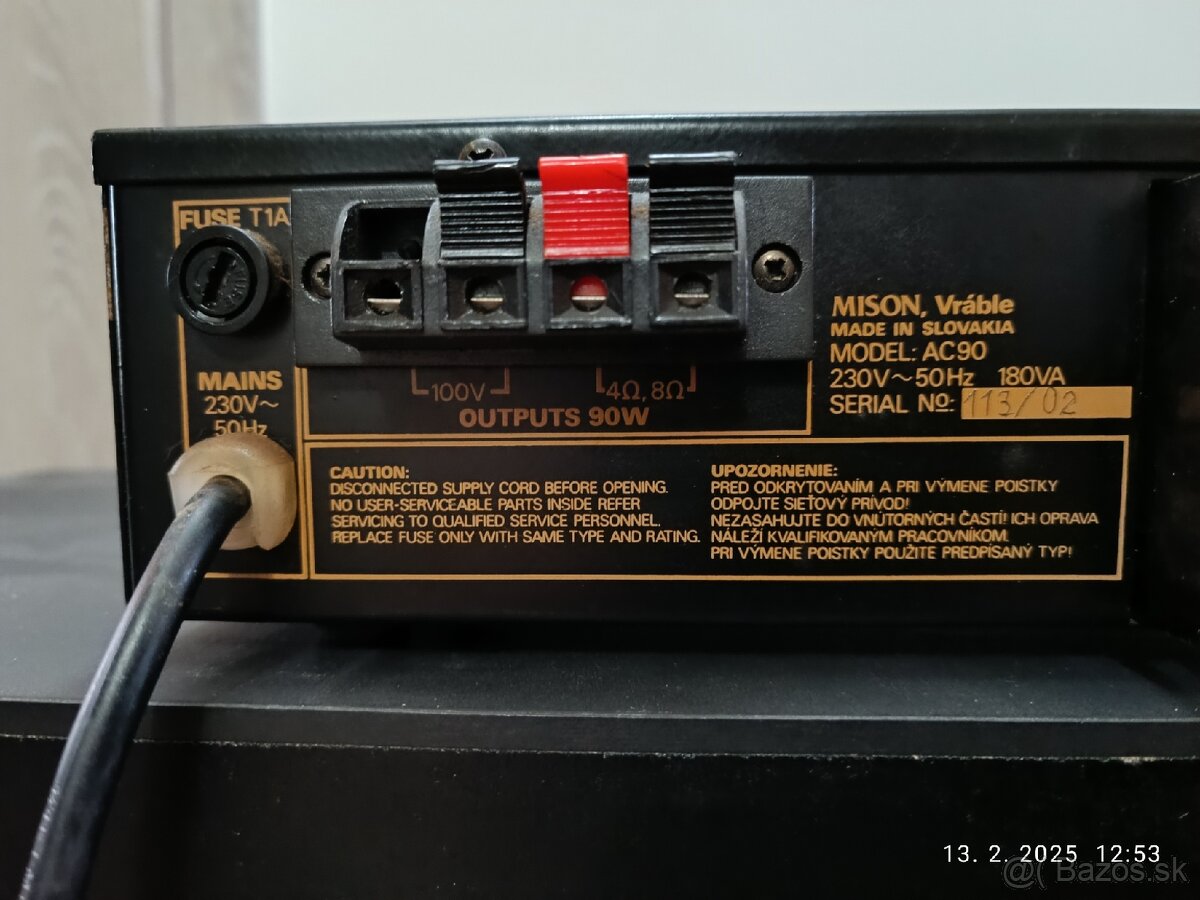 FUSE T1A
MAINS
230V~
50Hz
100V
4Ω, 8Ω
OUTPUTS 90W
MISON, Vráble
MADE IN SLOVAKIA
MODEL: AC90
230V~50Hz 180VA
SERIAL Nº: 113/02
CAUTION:
DISCONNECTED SUPPLY CORD BEFORE OPENING.
NO USER-SERVICEABLE PARTS INSIDE REFER
SERVICING TO QUALIFIED SERVICE PERSONNEL.
REPLACE FUSE ONLY WITH SAME TYPE AND RATING.
UPOZORNENIE:
PRED ODKRYTOVANÍM A PRI VÝMENE POISTKY
ODPOJTE SIEŤOVÝ PRÍVOD!
NEZASAHUJTE DO VNÚTORNÝCH ČASTÍ! ICH OPRAVA
NÁLEŽÍ KVALIFIKOVANÝM PRACOVNÍKOM.
PRI VÝMENE POISTKY POUŽITE PREDPÍSANÝ TYP!
13. 2. 2025 12:53
@( Bazos.sk